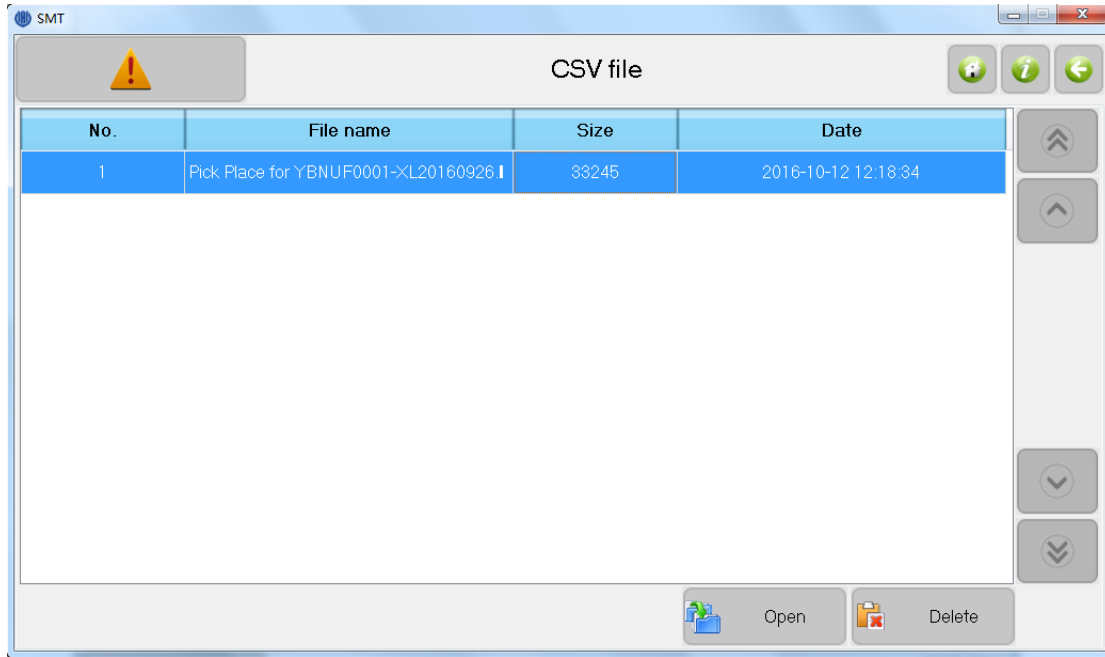 SMT
CSV file
No. File name Size Date
1 Pick Place for YBNUF0001-XL20160926. 33245 2016-10-12 12:18:34
Open Delete